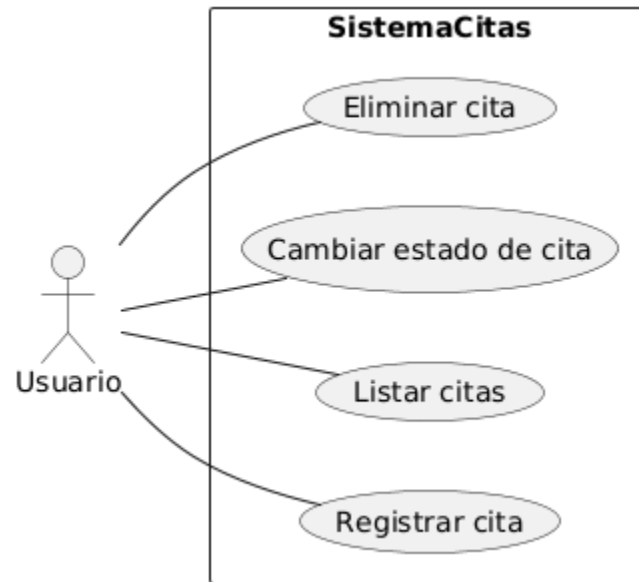 SistemaCitas
Eliminar cita
Cambiar estado de cita
Usuario
Listar citas
Registrar cita